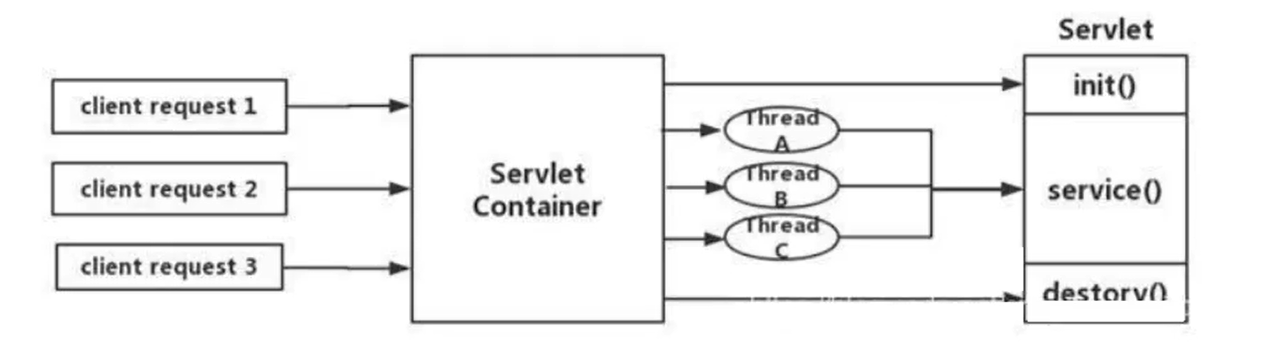 Servlet
client request 1
client request 2
client request 3
Servlet
Container
Thread
A
Thread
B
Thread
C
init()
service()
destory()